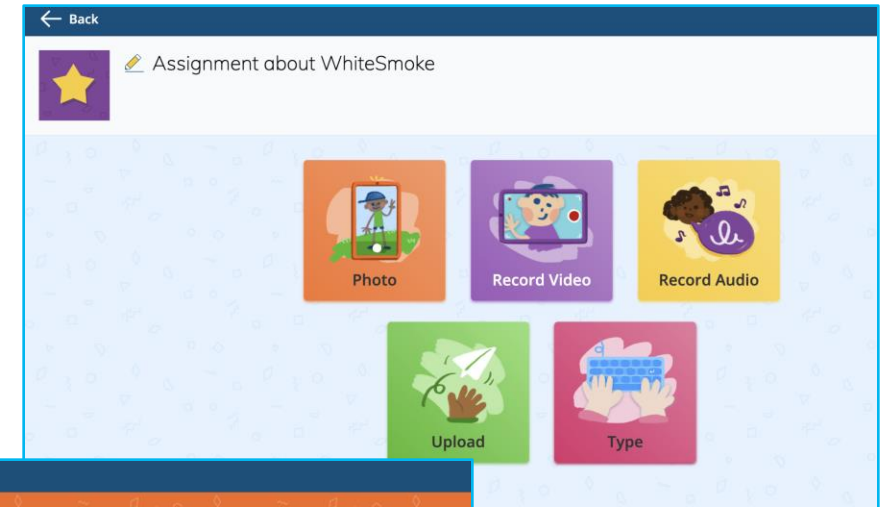 Back
Assignment about WhiteSmoke
Photo
Record Video
Record Audio
Upload
Type